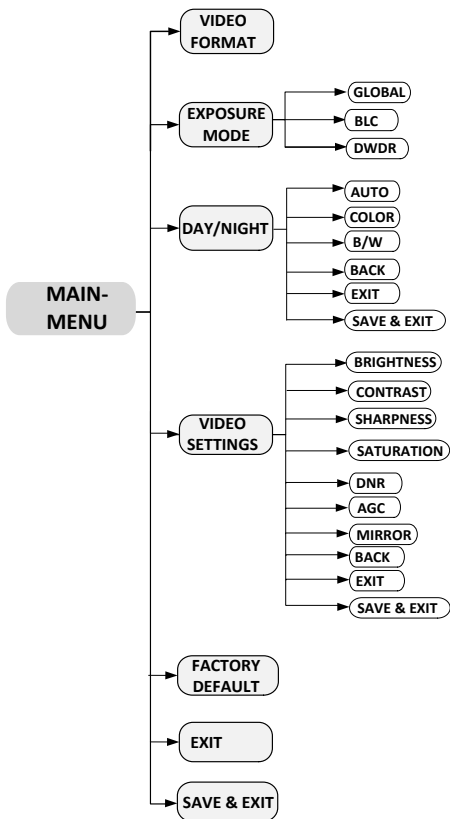 VIDEO
FORMAT
EXPOSURE
MODE
GLOBAL
BLC
DWDR
DAY/NIGHT
AUTO
COLOR
B/W
BACK
EXIT
SAVE & EXIT
MAIN-
MENU
VIDEO
SETTINGS
BRIGHTNESS
CONTRAST
SHARPNESS
SATURATION
DNR
AGC
MIRROR
BACK
EXIT
SAVE & EXIT
FACTORY
DEFAULT
EXIT
SAVE & EXIT